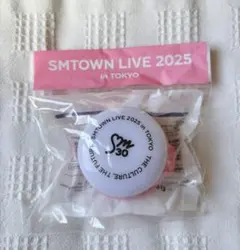 SMTOWN LIVE 2025
in TOKYO
SMTOWN LIVE 2025 in TOKYO
THE CULTURE, THE FUTURE
SM
30